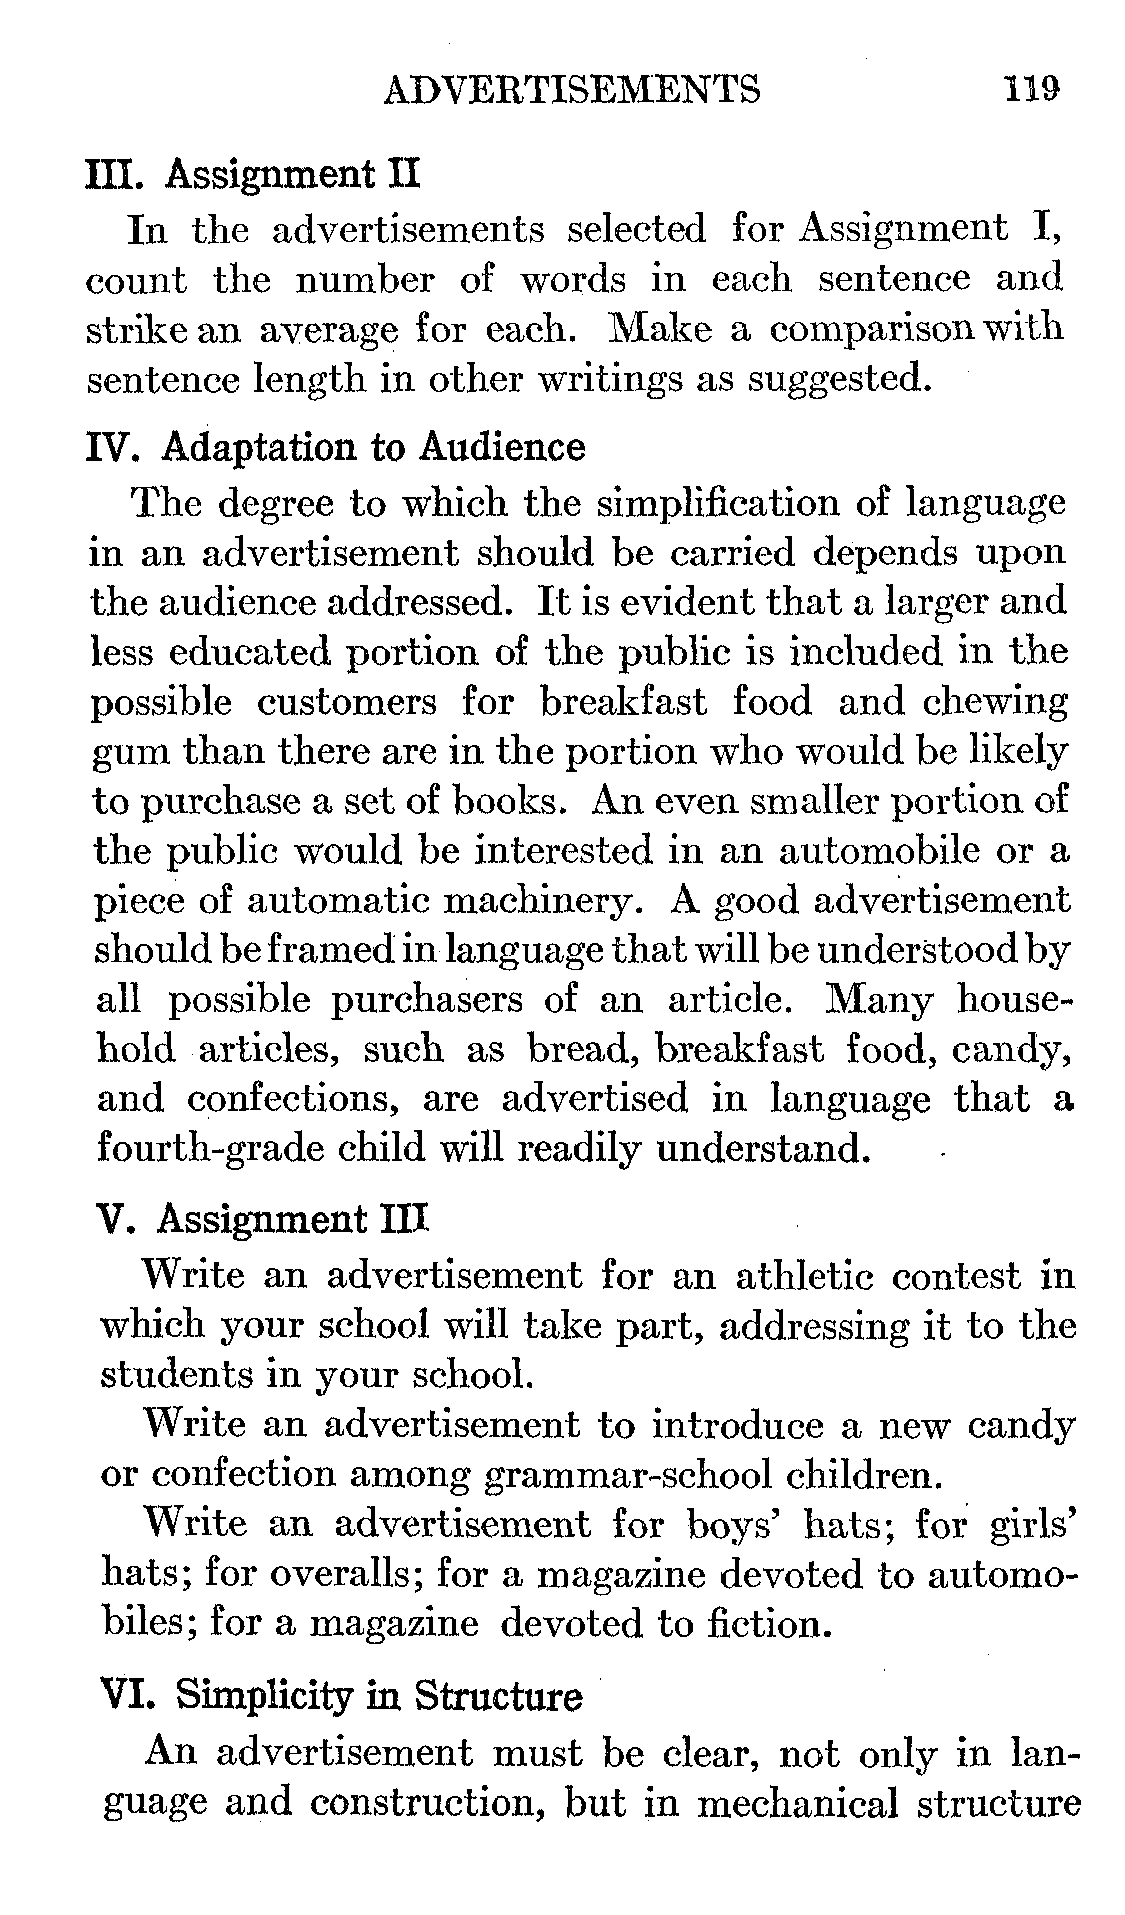 ADVERTISEMENTS 119
III. Assignment II
In the advertisements selected for Assignment I,
count the number of words in each sentence and
strike an average for each. Make a comparison with
sentence length in other writings as suggested.
IV. Adaptation to Audience
The degree to which the simplification of language
in an advertisement should be carried depends upon
the audience addressed. It is evident that a larger and
less educated portion of the public is included in the
possible customers for breakfast food and chewing
gum than there are in the portion who would be likely
to purchase a set of books. An even smaller portion of
the public would be interested in an automobile or a
piece of automatic machinery. A good advertisement
should be framed in language that will be understood by
all possible purchasers of an article. Many house-
hold articles, such as bread, breakfast food, candy,
and confections, are advertised in language that a
fourth-grade child will readily understand.
V. Assignment III
Write an advertisement for an athletic contest in
which your school will take part, addressing it to the
students in your school.
Write an advertisement to introduce a new candy
or confection among grammar-school children.
Write an advertisement for boys' hats; for girls'
hats; for overalls; for a magazine devoted to automo-
biles; for a magazine devoted to fiction.
VI. Simplicity in Structure
An advertisement must be clear, not only in lan-
guage and construction, but in mechanical structure